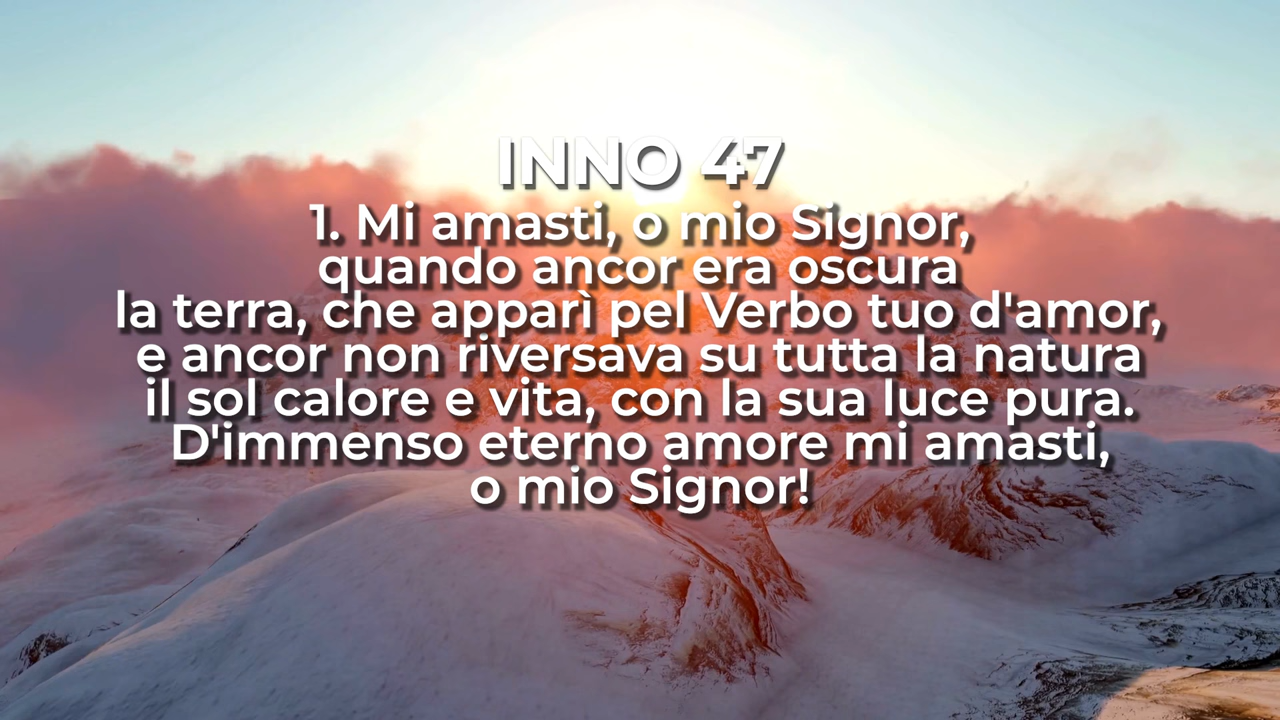 INNO 47
1. Mi amasti, o mio Signor,
quando ancor era oscura
la terra, che apparì pel Verbo tuo d'amor,
e ancor non riversava su tutta la natura
il sol calore e vita, con la sua luce pura.
D'immenso eterno amore mi amasti,
o mio Signor!